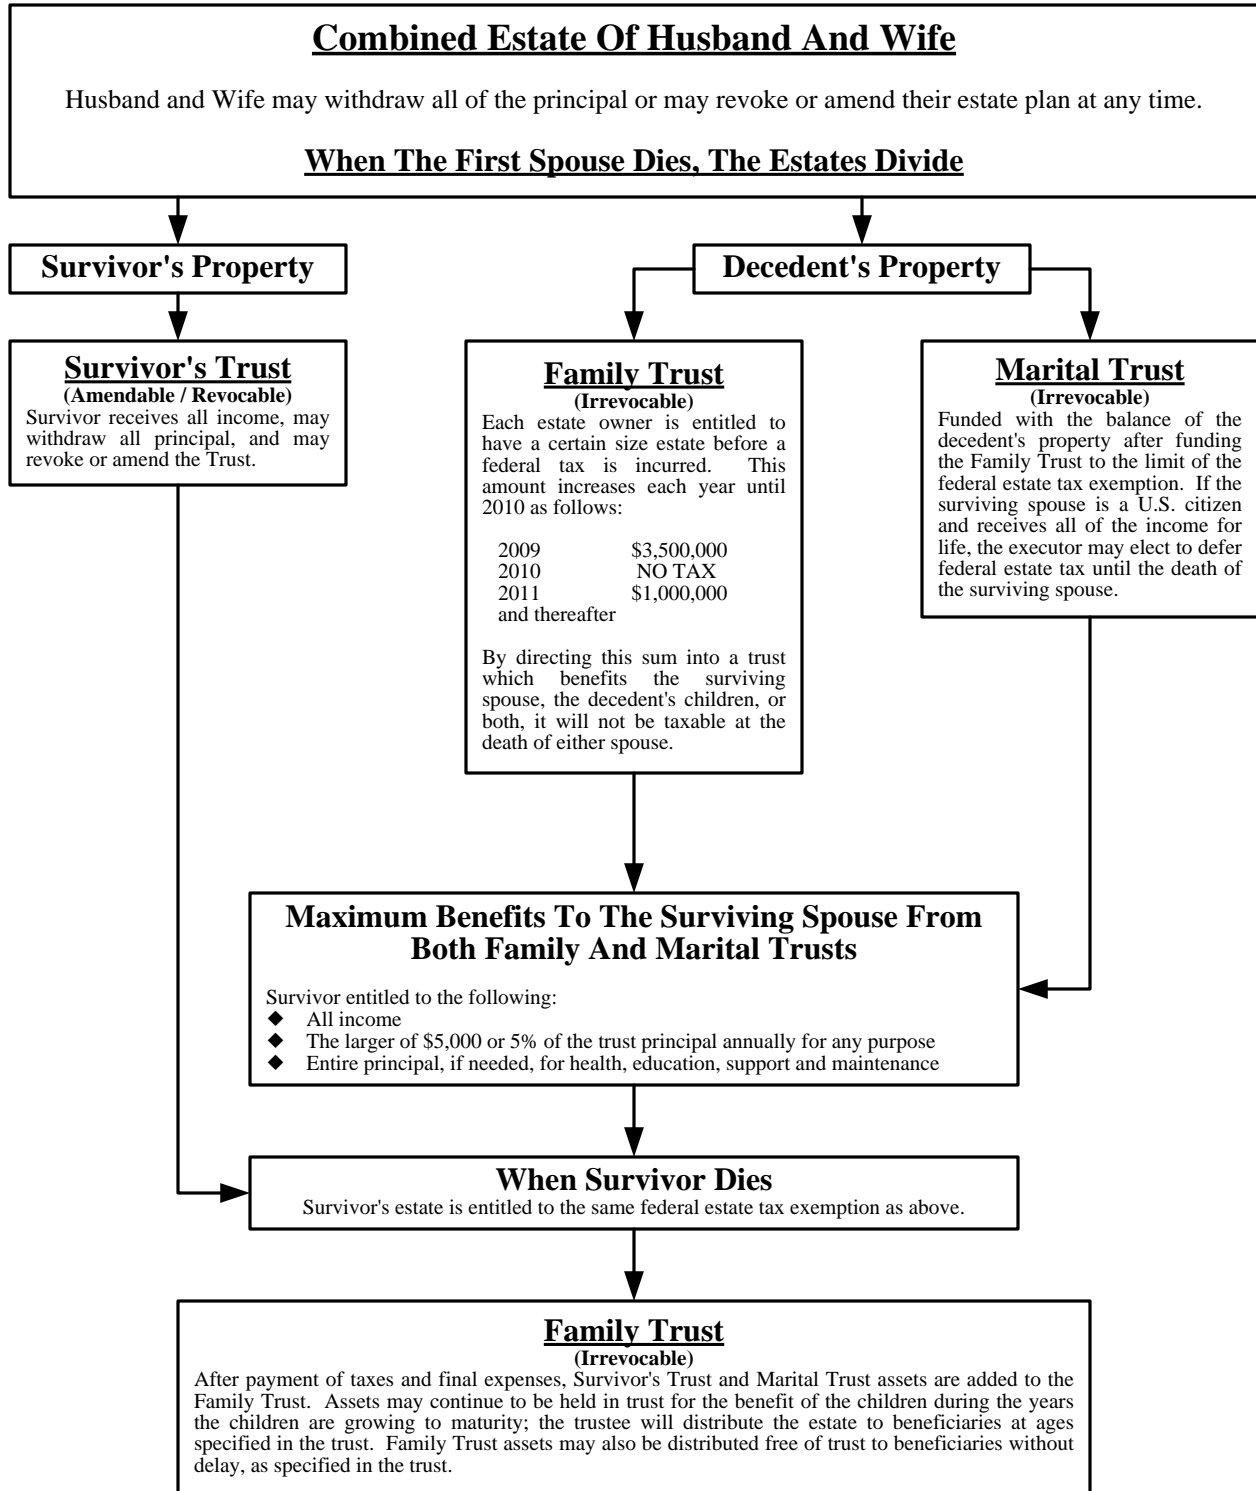 Combined Estate Of Husband And Wife
Husband and Wife may withdraw all of the principal or may revoke or amend their estate plan at any time.
When The First Spouse Dies, The Estates Divide
Survivor's Property
Decedent's Property
Survivor's Trust
(Amendable / Revocable)
Survivor receives all income, may
withdraw all principal, and may
revoke or amend the Trust.
Family Trust
(Irrevocable)
Each estate owner is entitled to
have a certain size estate before a
federal tax is incurred. This
amount increases each year until
2010 as follows:
2009 $3,500,000
2010 NO TAX
2011 $1,000,000
and thereafter
By directing this sum into a trust
which benefits the surviving
spouse, the decedent's children, or
both, it will not be taxable at the
death of either spouse.
Marital Trust
(Irrevocable)
Funded with the balance of the
decedent's property after funding
the Family Trust to the limit of the
federal estate tax exemption. If the
surviving spouse is a U.S. citizen
and receives all of the income for
life, the executor may elect to defer
federal estate tax until the death of
the surviving spouse.
Maximum Benefits To The Surviving Spouse From
Both Family And Marital Trusts
Survivor entitled to the following:
◆ All income
◆ The larger of $5,000 or 5% of the trust principal annually for any purpose
◆ Entire principal, if needed, for health, education, support and maintenance
When Survivor Dies
Survivor's estate is entitled to the same federal estate tax exemption as above.
Family Trust
(Irrevocable)
After payment of taxes and final expenses, Survivor's Trust and Marital Trust assets are added to the
Family Trust. Assets may continue to be held in trust for the benefit of the children during the years
the children are growing to maturity; the trustee will distribute the estate to beneficiaries at ages
specified in the trust. Family Trust assets may also be distributed free of trust to beneficiaries without
delay, as specified in the trust.